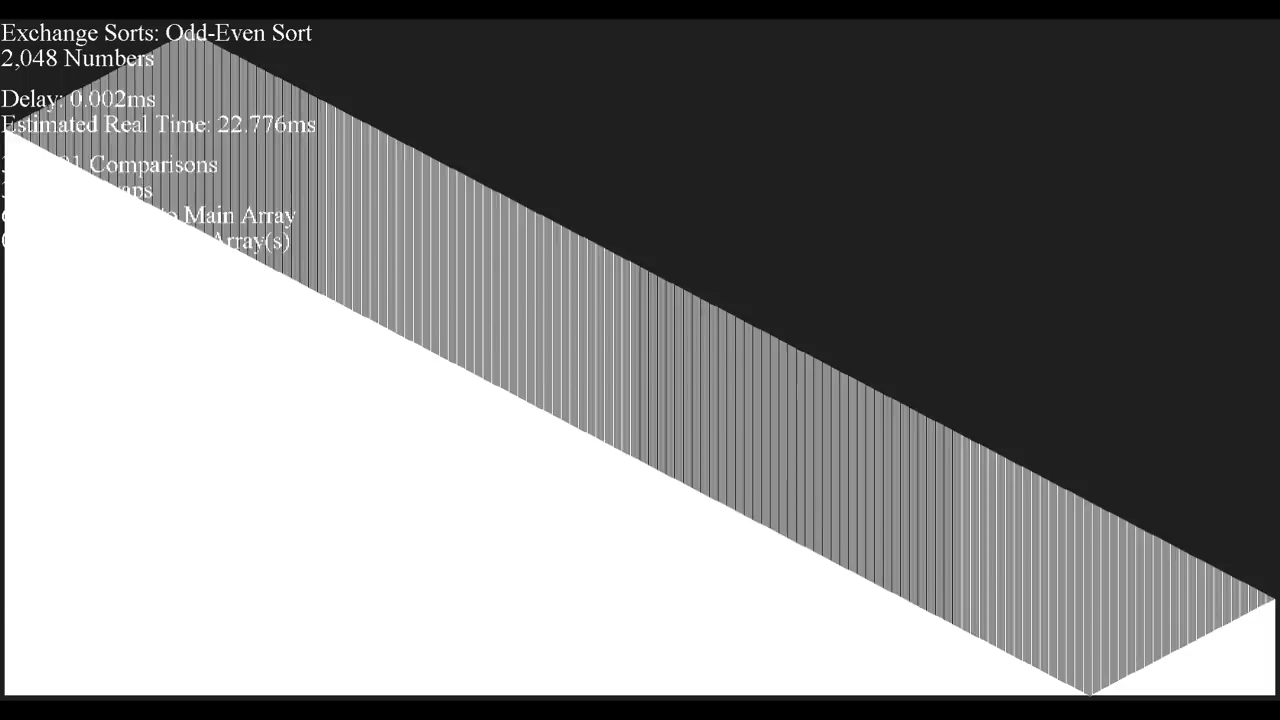 Exchange Sorts: Odd-Even Sort
2,048 Numbers
Delay: 0.002ms
Estimated Real Time: 22.776ms
Comparisons
Main Array
Array(s)